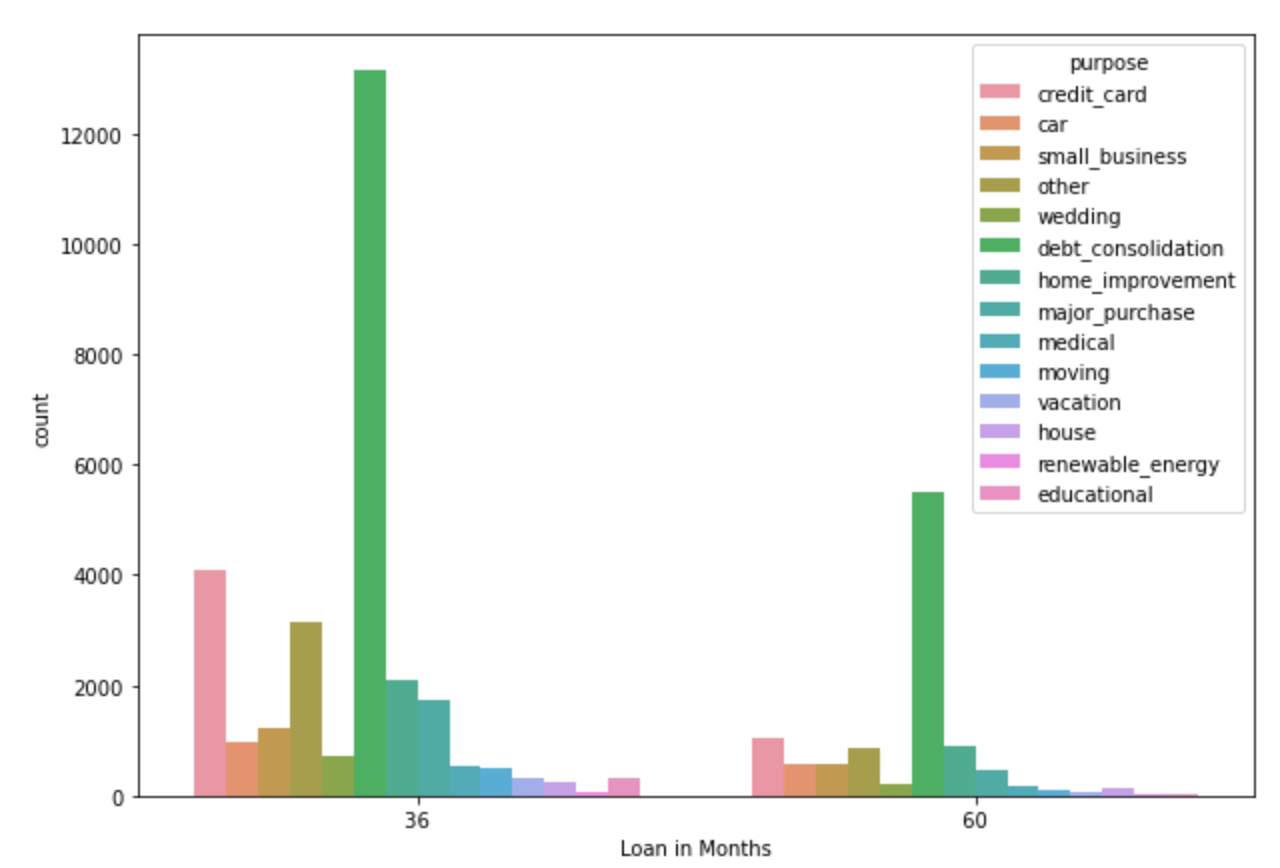 purpose
credit_card
car
small_business
other
wedding
debt_consolidation
home_improvement
major_purchase
medical
moving
vacation
house
renewable_energy
educational
12000
10000
8000
6000
4000
2000
0
count
36
60
Loan in Months